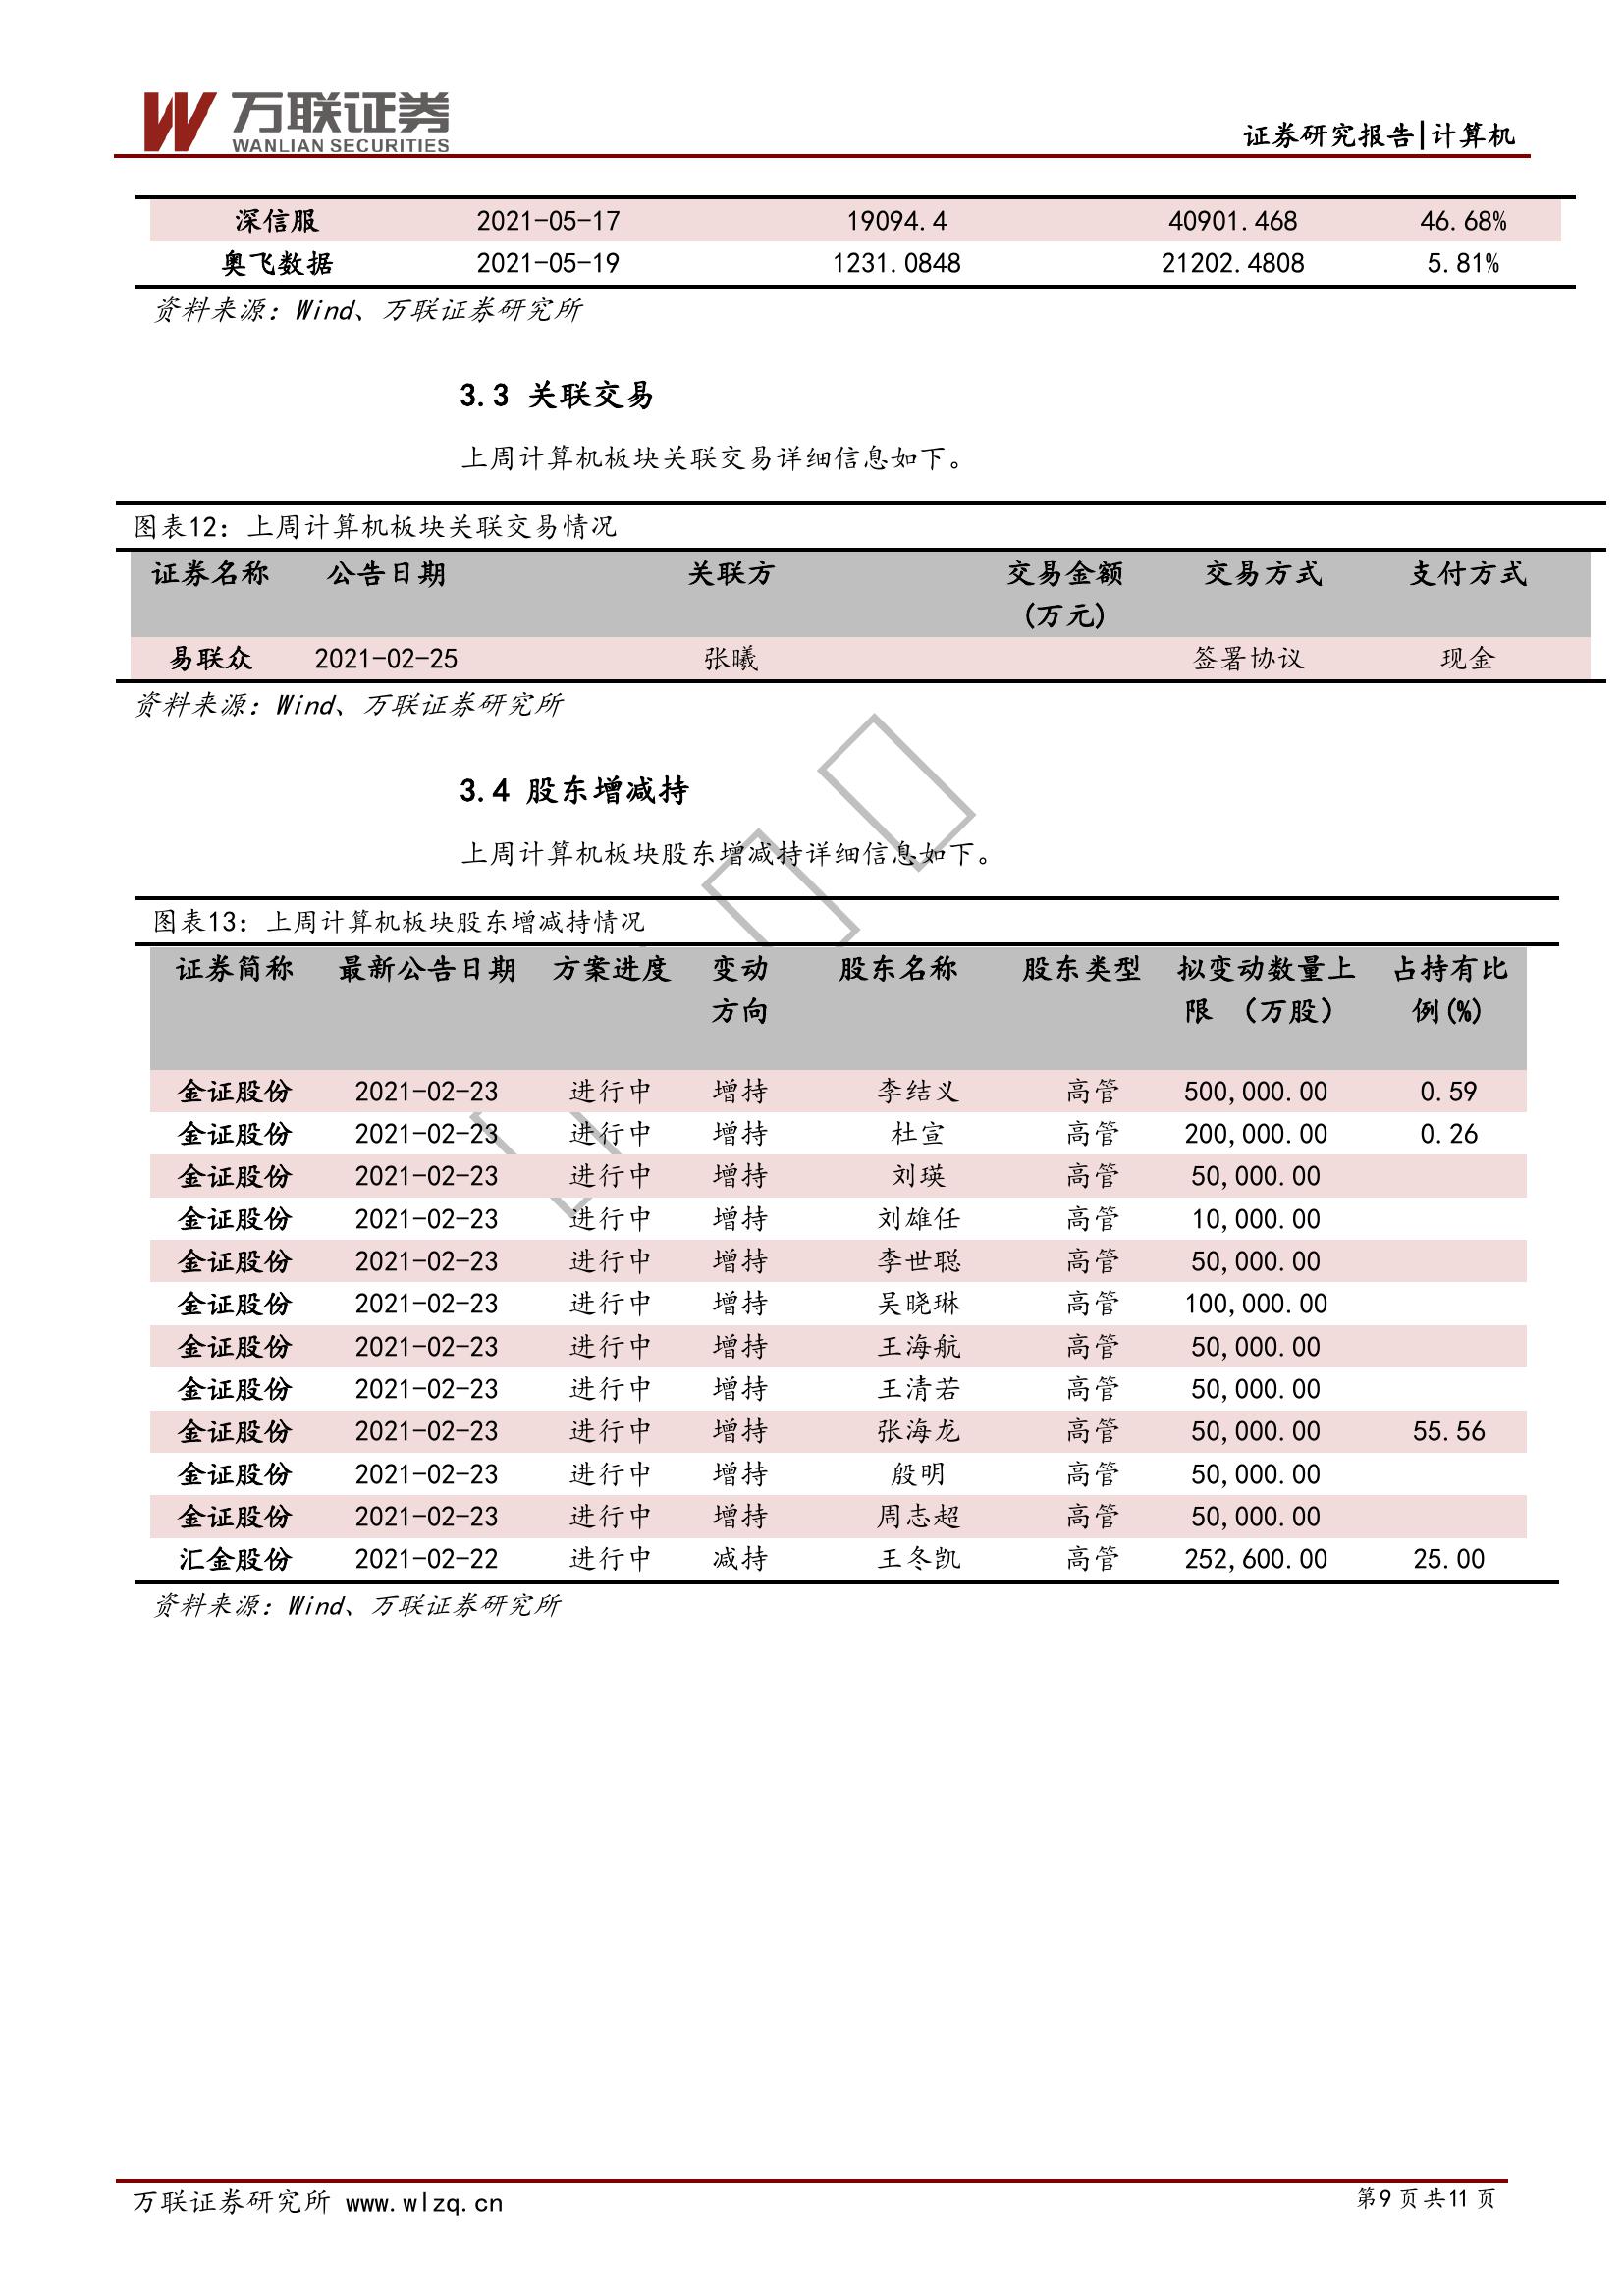 万联证券
WANLIAN SECURITIES
证券研究报告|计算机
深信服 2021-05-17 19094.4 40901.468 46.68%
奥飞数据 2021-05-19 1231.0848 21202.4808 5.81%
资料来源：Wind、万联证券研究所
3.3 关联交易
上周计算机板块关联交易详细信息如下。
图表12：上周计算机板块关联交易情况
证券名称 公告日期 关联方 交易金额 交易方式 支付方式
(万元)
易联众 2021-02-25 张曦 签署协议 现金
资料来源：Wind、万联证券研究所
3.4 股东增减持
上周计算机板块股东增减持详细信息如下。
图表13：上周计算机板块股东增减持情况
证券简称 最新公告日期 方案进度 变动 股东名称 股东类型 拟变动数量上 占持有比
方向 限 （万股） 例(%)
金证股份 2021-02-23 进行中 增持 李结义 高管 500,000.00 0.59
金证股份 2021-02-23 进行中 增持 杜宣 高管 200,000.00 0.26
金证股份 2021-02-23 进行中 增持 刘瑛 高管 50,000.00
金证股份 2021-02-23 进行中 增持 刘雄任 高管 10,000.00
金证股份 2021-02-23 进行中 增持 李世聪 高管 50,000.00
金证股份 2021-02-23 进行中 增持 吴晓琳 高管 100,000.00
金证股份 2021-02-23 进行中 增持 王海航 高管 50,000.00
金证股份 2021-02-23 进行中 增持 王清若 高管 50,000.00
金证股份 2021-02-23 进行中 增持 张海龙 高管 50,000.00 55.56
金证股份 2021-02-23 进行中 增持 殷明 高管 50,000.00
金证股份 2021-02-23 进行中 增持 周志超 高管 50,000.00
汇金股份 2021-02-22 进行中 减持 王冬凯 高管 252,600.00 25.00
资料来源：Wind、万联证券研究所
万联证券研究所 www.wlzq.cn 第9页共11页